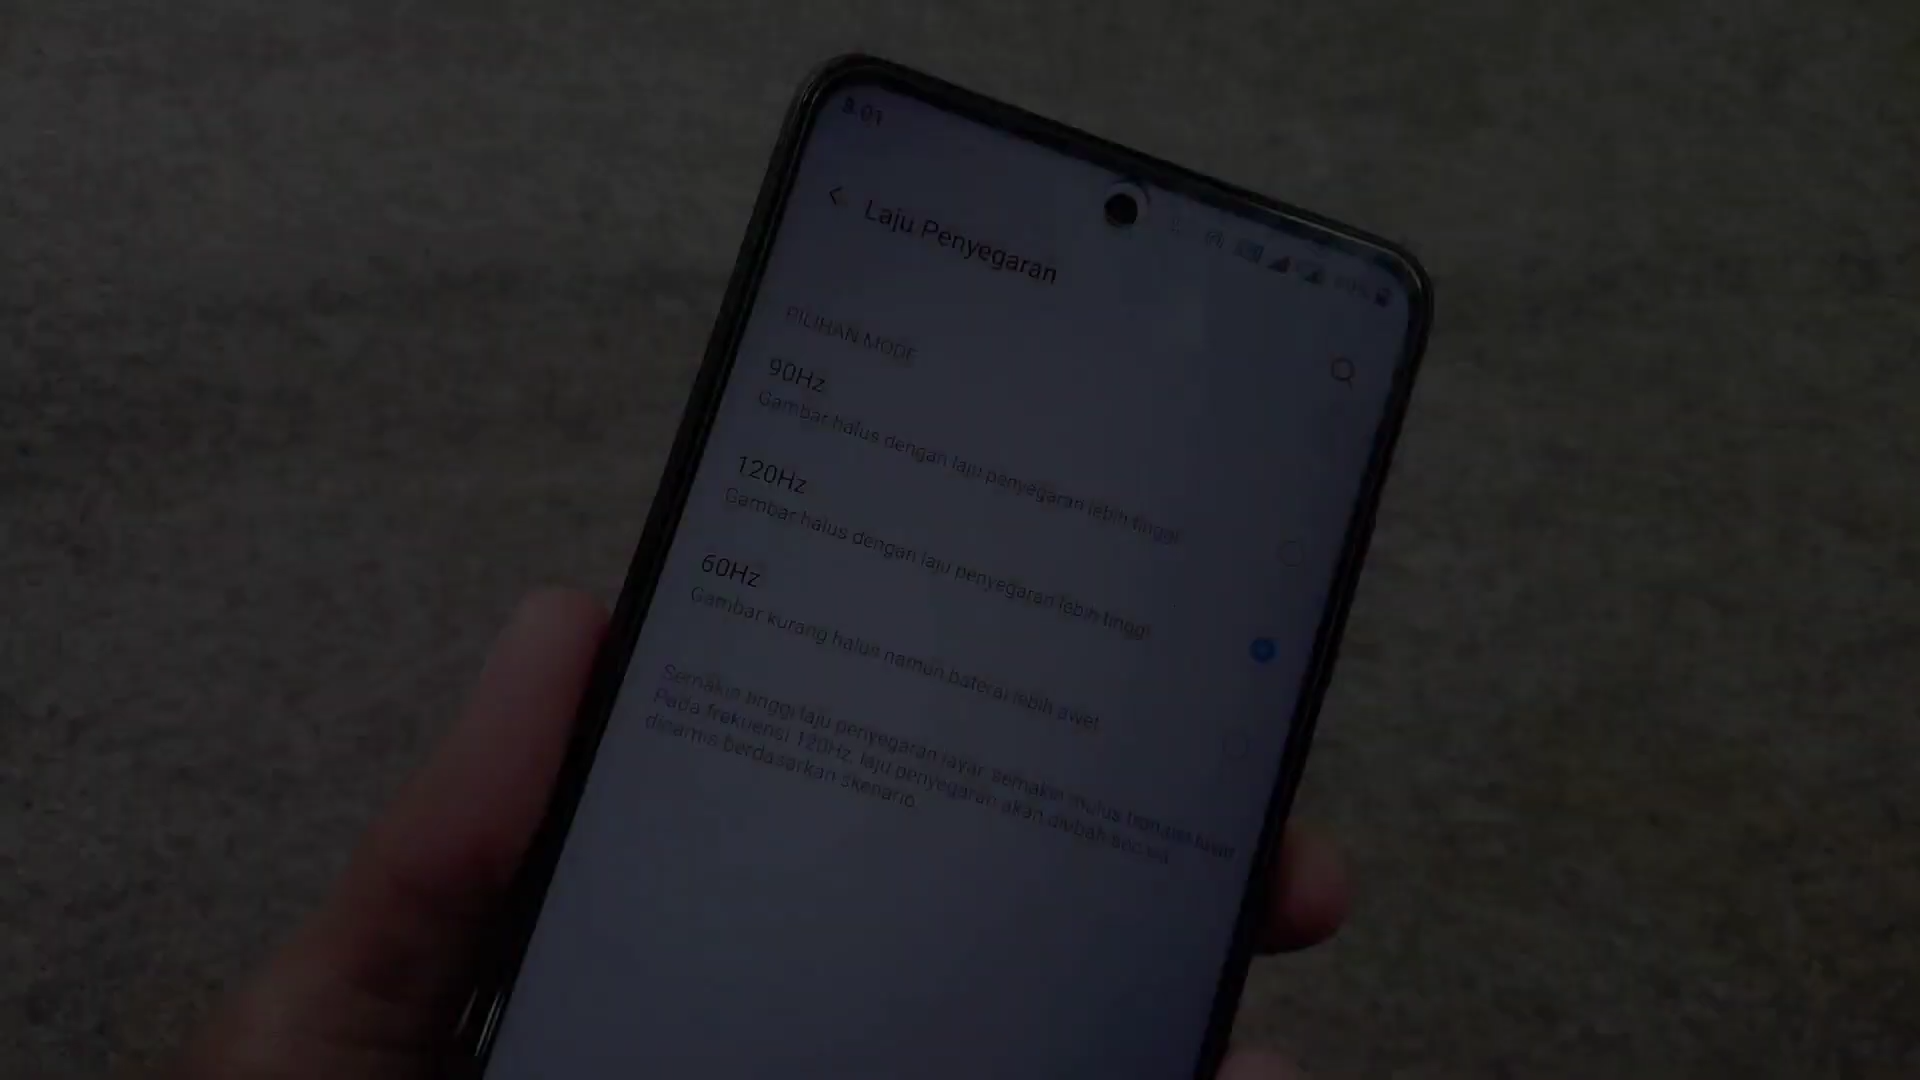 8:01
Laju Penyegaran
PILIHAN MODE
90Hz
Gambar halus dengan laju penyegaran lebih tinggi
120Hz
Gambar halus dengan laju penyegaran lebih tinggi
60Hz
Gambar kurang halus namun baterai lebih awet
Semakin tinggi laju penyegaran layar, semakin mulus transisi layar.
Pada frekuensi 120Hz, laju penyegaran akan diubah secara
dinamis berdasarkan skenario.